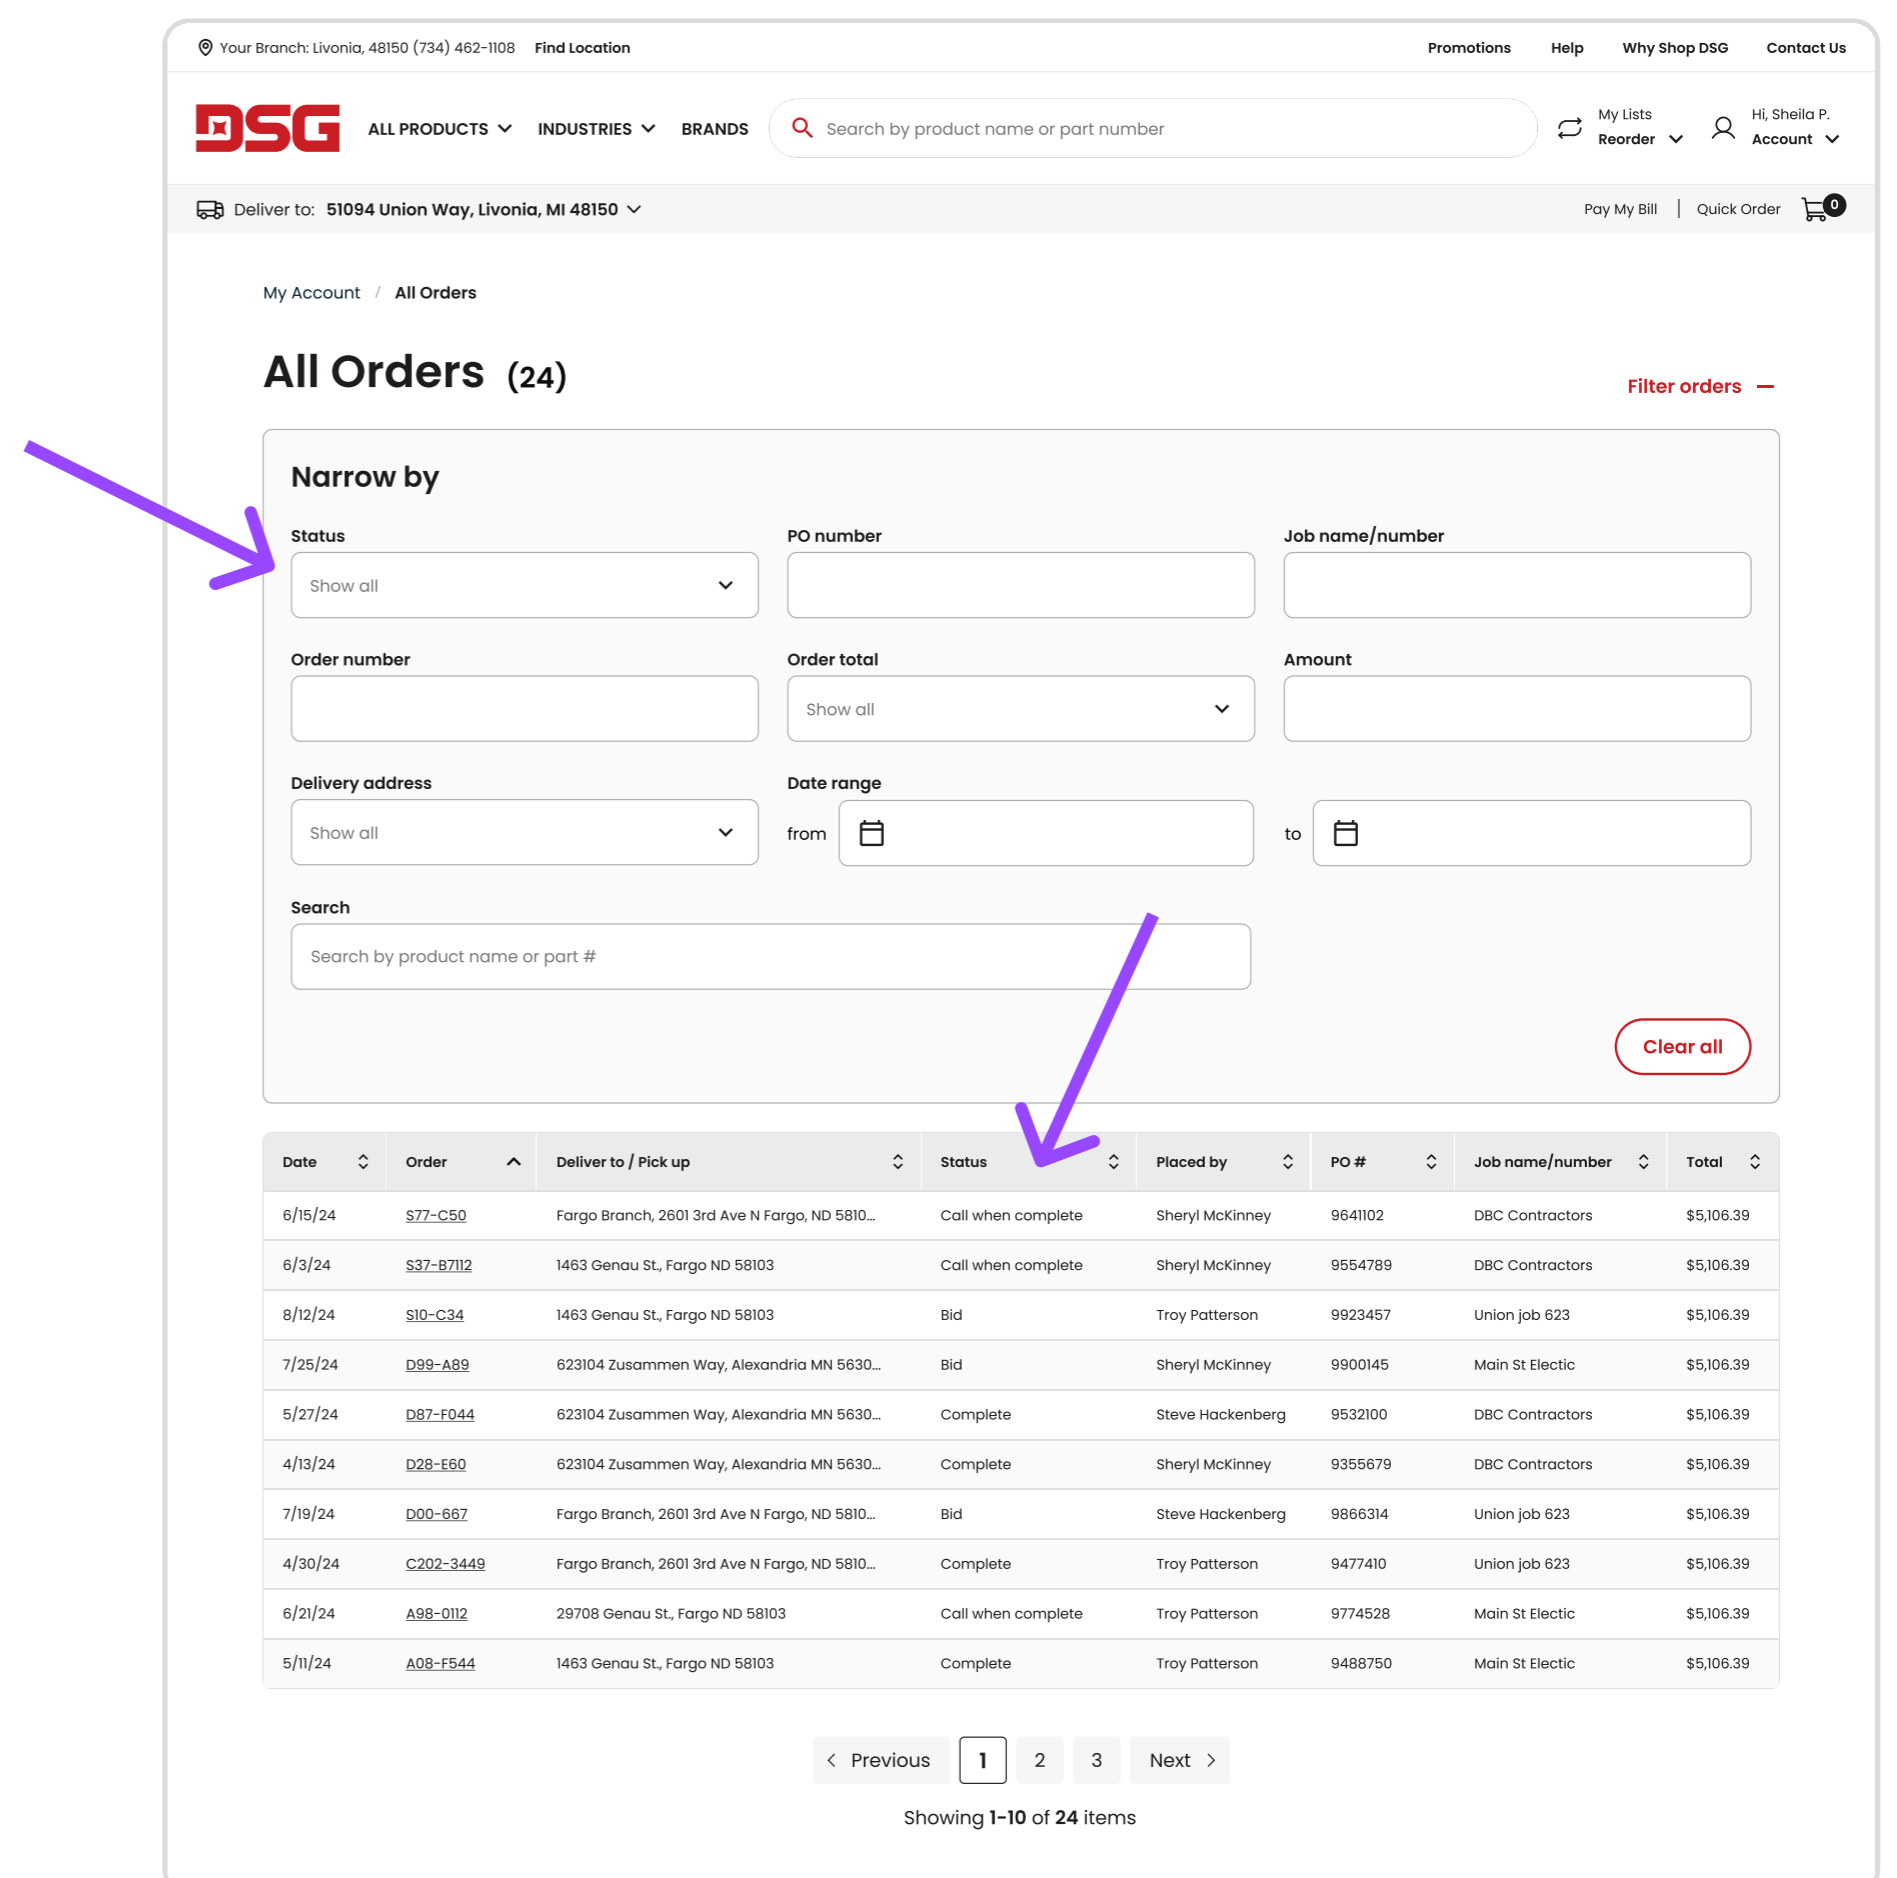 Your Branch: Livonia, 48150 (734) 462-1108 Find Location Promotions Help Why Shop DSG Contact Us
DSG ALL PRODUCTS INDUSTRIES BRANDS Search by product name or part number My Lists Reorder Hi, Sheila P. Account
Deliver to: 51094 Union Way, Livonia, MI 48150 Pay My Bill | Quick Order 0
My Account / All Orders
All Orders (24)
Filter orders
Narrow by
Status PO number Job name/number
Show all
Order number Order total Amount
Show all
Delivery address Date range
Show all from to
Search
Search by product name or part #
Clear all
Date Order Deliver to / Pick up Status Placed by PO # Job name/number Total
6/15/24 S77-C50 Fargo Branch, 2601 3rd Ave N Fargo, ND 5810... Call when complete Sheryl McKinney 9641102 DBC Contractors $5,106.39
6/3/24 S37-B7112 1463 Genau St., Fargo ND 58103 Call when complete Sheryl McKinney 9554789 DBC Contractors $5,106.39
8/12/24 S10-C34 1463 Genau St., Fargo ND 58103 Bid Troy Patterson 9923457 Union job 623 $5,106.39
7/25/24 D99-A89 623104 Zusammen Way, Alexandria MN 5630... Bid Sheryl McKinney 9900145 Main St Electic $5,106.39
5/27/24 D87-F044 623104 Zusammen Way, Alexandria MN 5630... Complete Steve Hackenberg 9532100 DBC Contractors $5,106.39
4/13/24 D28-E60 623104 Zusammen Way, Alexandria MN 5630... Complete Sheryl McKinney 9355679 DBC Contractors $5,106.39
7/19/24 D00-667 Fargo Branch, 2601 3rd Ave N Fargo, ND 5810... Bid Steve Hackenberg 9866314 Union job 623 $5,106.39
4/30/24 C202-3449 Fargo Branch, 2601 3rd Ave N Fargo, ND 5810... Complete Troy Patterson 9477410 Union job 623 $5,106.39
6/21/24 A98-0112 29708 Genau St., Fargo ND 58103 Call when complete Troy Patterson 9774528 Main St Electic $5,106.39
5/11/24 A08-F544 1463 Genau St., Fargo ND 58103 Complete Troy Patterson 9488750 Main St Electic $5,106.39
Previous 1 2 3 Next
Showing 1-10 of 24 items